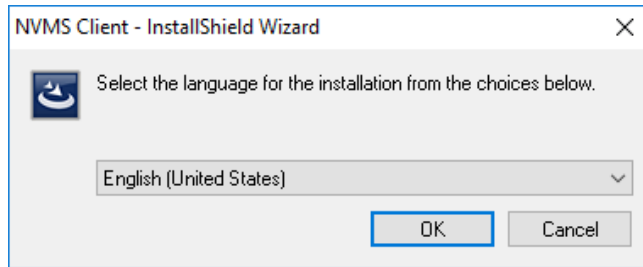 NVMS Client - InstallShield Wizard
Select the language for the installation from the choices below.
English (United States)
OK
Cancel